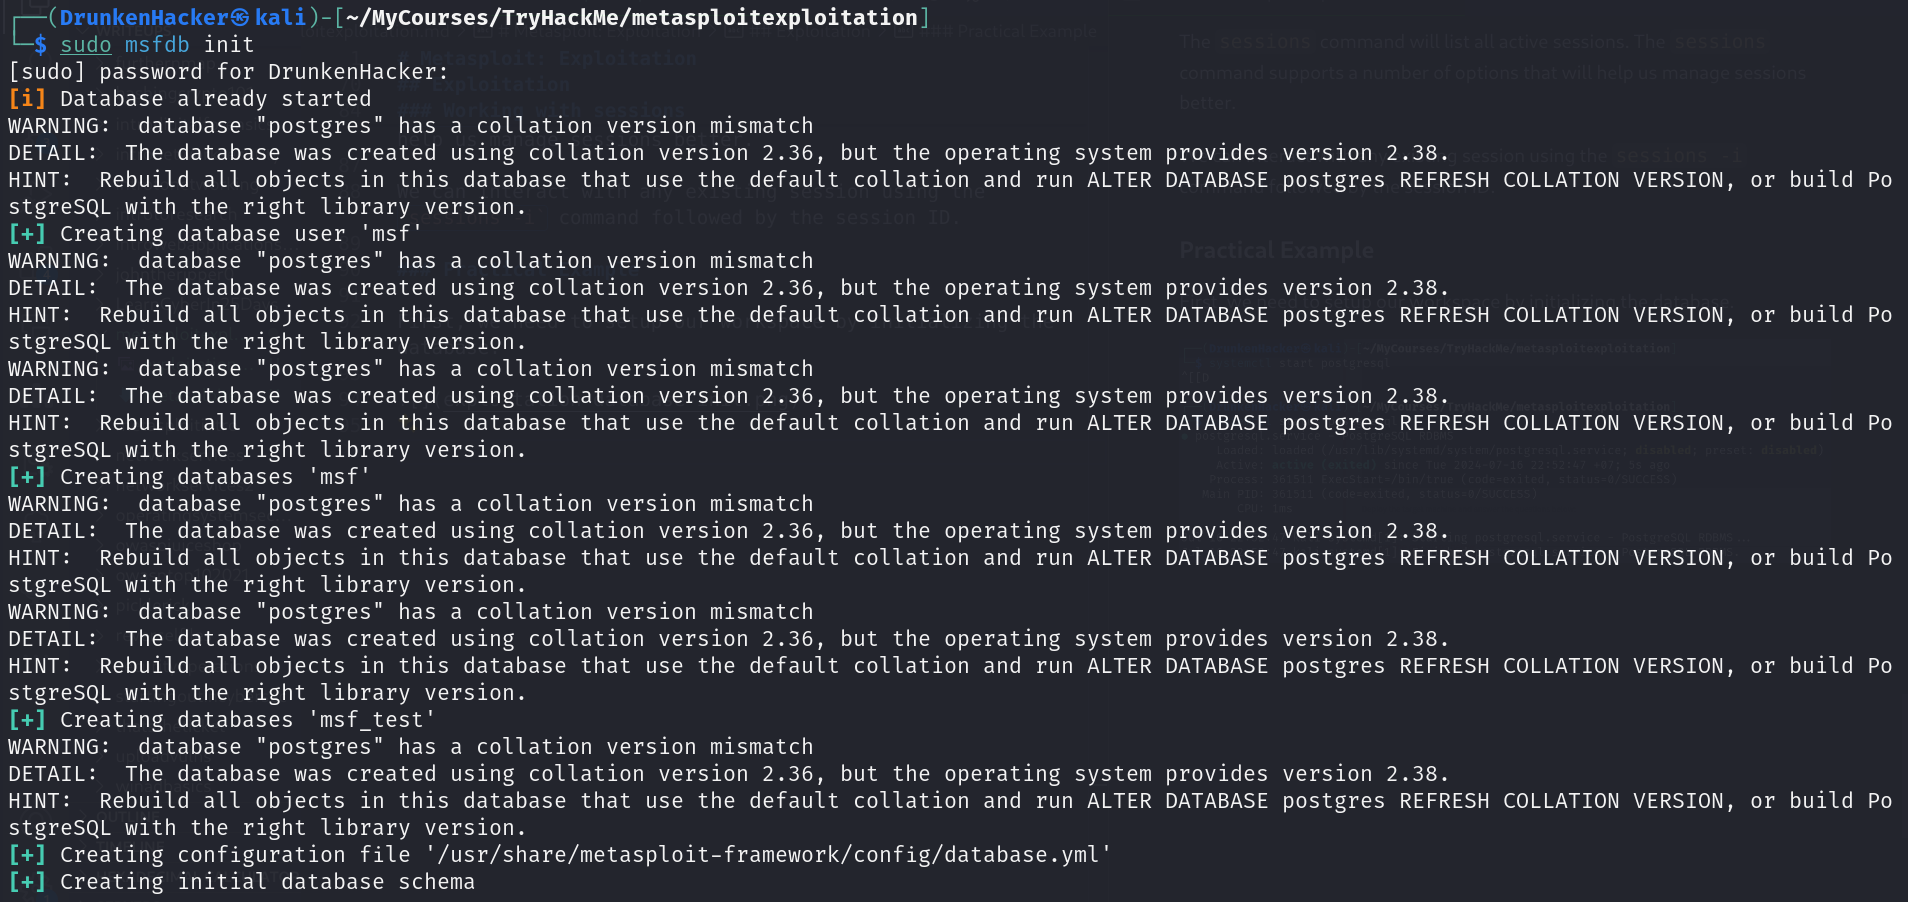 ┌──(DrunkenHacker㉿kali)-[~/MyCourses/TryHackMe/metasploitexploitation]
└─$ sudo msfdb init
[sudo] password for DrunkenHacker:
[i] Database already started
WARNING:  database "postgres" has a collation version mismatch
DETAIL:  The database was created using collation version 2.36, but the operating system provides version 2.38.
HINT:  Rebuild all objects in this database that use the default collation and run ALTER DATABASE postgres REFRESH COLLATION VERSION, or build Po
stgreSQL with the right library version.
[+] Creating database user 'msf'
WARNING:  database "postgres" has a collation version mismatch
DETAIL:  The database was created using collation version 2.36, but the operating system provides version 2.38.
HINT:  Rebuild all objects in this database that use the default collation and run ALTER DATABASE postgres REFRESH COLLATION VERSION, or build Po
stgreSQL with the right library version.
WARNING:  database "postgres" has a collation version mismatch
DETAIL:  The database was created using collation version 2.36, but the operating system provides version 2.38.
HINT:  Rebuild all objects in this database that use the default collation and run ALTER DATABASE postgres REFRESH COLLATION VERSION, or build Po
stgreSQL with the right library version.
[+] Creating databases 'msf'
WARNING:  database "postgres" has a collation version mismatch
DETAIL:  The database was created using collation version 2.36, but the operating system provides version 2.38.
HINT:  Rebuild all objects in this database that use the default collation and run ALTER DATABASE postgres REFRESH COLLATION VERSION, or build Po
stgreSQL with the right library version.
WARNING:  database "postgres" has a collation version mismatch
DETAIL:  The database was created using collation version 2.36, but the operating system provides version 2.38.
HINT:  Rebuild all objects in this database that use the default collation and run ALTER DATABASE postgres REFRESH COLLATION VERSION, or build Po
stgreSQL with the right library version.
[+] Creating databases 'msf_test'
WARNING:  database "postgres" has a collation version mismatch
DETAIL:  The database was created using collation version 2.36, but the operating system provides version 2.38.
HINT:  Rebuild all objects in this database that use the default collation and run ALTER DATABASE postgres REFRESH COLLATION VERSION, or build Po
stgreSQL with the right library version.
[+] Creating configuration file '/usr/share/metasploit-framework/config/database.yml'
[+] Creating initial database schema